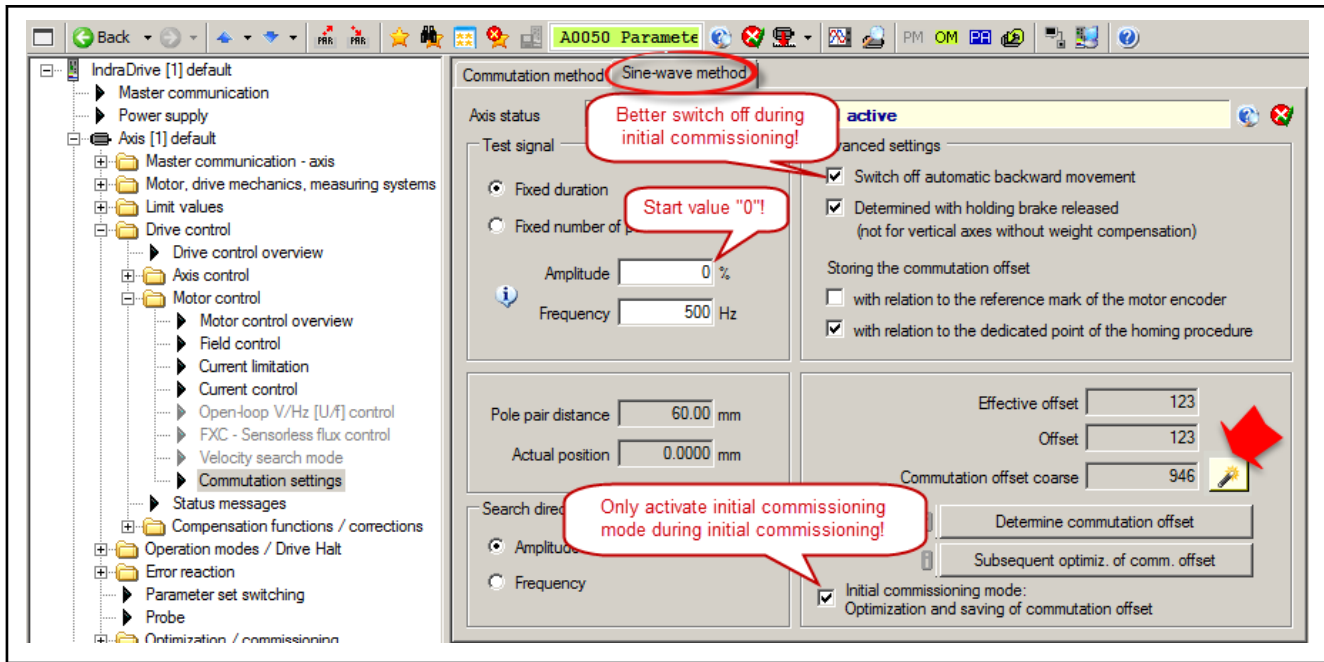 Back
PAR
PAR
A0050 Paramete
PM OM
IndraDrive [1] default
Master communication
Power supply
Axis [1] default
Master communication - axis
Motor, drive mechanics, measuring systems
Limit values
Drive control
Drive control overview
Axis control
Motor control
Motor control overview
Field control
Current limitation
Current control
Open-loop V/Hz [U/f] control
FXC - Sensorless flux control
Velocity search mode
Commutation settings
Status messages
Compensation functions / corrections
Operation modes / Drive Halt
Error reaction
Parameter set switching
Probe
Optimization / commissioning
Commutation method
Sine-wave method
Axis status
active
Better switch off during
initial commissioning!
Test signal
Fixed duration
Fixed number of
Start value "0"!
Amplitude 0 %
Frequency 500 Hz
settings
Switch off automatic backward movement
Determined with holding brake released
(not for vertical axes without weight compensation)
Storing the commutation offset
with relation to the reference mark of the motor encoder
with relation to the dedicated point of the homing procedure
Pole pair distance 60.00 mm
Actual position 0.0000 mm
Effective offset 123
Offset 123
Commutation offset coarse 946
Search
Only activate initial commissioning
mode during initial commissioning!
Frequency
Determine commutation offset
Subsequent optimiz. of comm. offset
Initial commissioning mode:
Optimization and saving of commutation offset